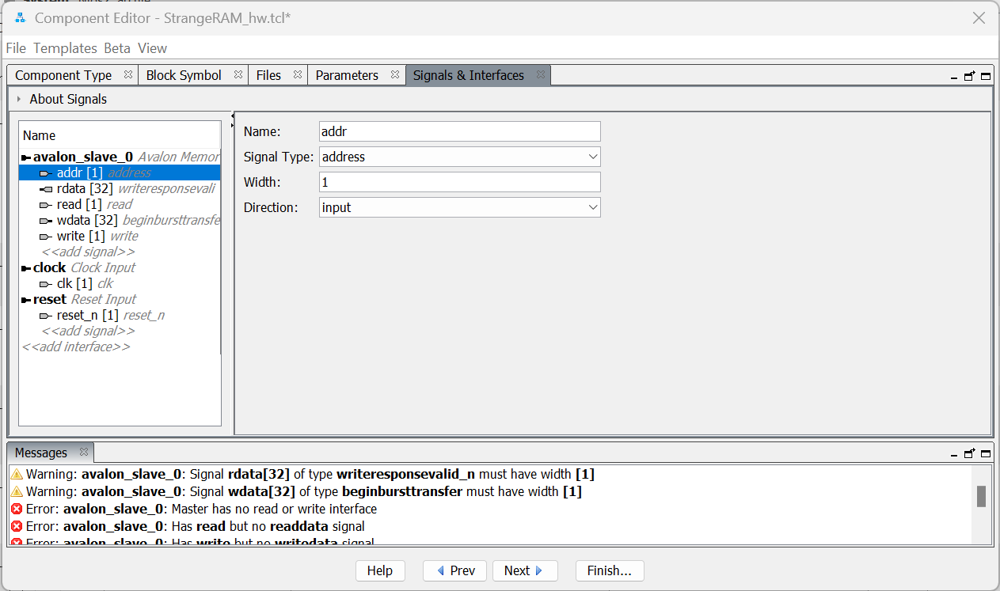 Component Editor - StrangeRAM_hw.tcl*
File Templates Beta View
Component Type Block Symbol Files Parameters Signals & Interfaces
About Signals
Name
avalon_slave_0 Avalon Memor
addr [1] address
rdata [32] writeresponsevali
read [1] read
wdata [32] beginbursttransfe
write [1] write
<<add signal>>
clock Clock Input
clk [1] clk
reset Reset Input
reset_n [1] reset_n
<<add signal>>
<<add interface>>
Name: addr
Signal Type: address
Width: 1
Direction: input
Messages
Warning: avalon_slave_0: Signal rdata[32] of type writeresponsevalid_n must have width [1]
Warning: avalon_slave_0: Signal wdata[32] of type beginbursttransfer must have width [1]
Error: avalon_slave_0: Master has no read or write interface
Error: avalon_slave_0: Has read but no readdata signal
Error: avalon_slave_0: Has write but no writedata signal
Help Prev Next Finish...